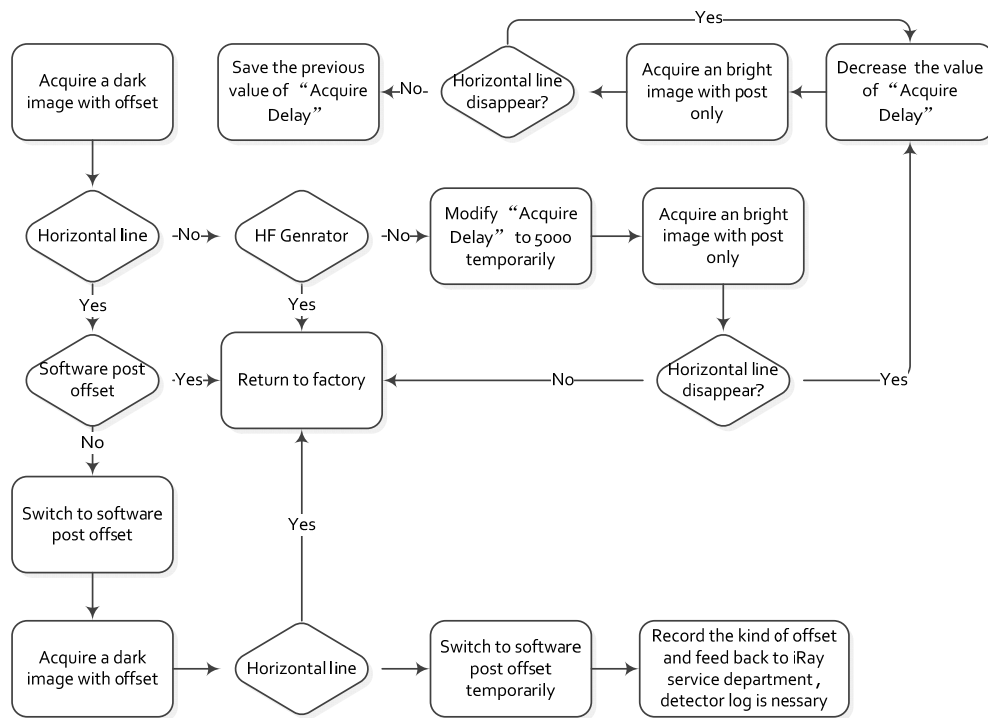 Yes
Acquire a dark
image with offset
Save the previous
value of “Acquire
Delay”
No
Horizontal line
disappear?
Acquire an bright
image with post
only
Decrease the value
of “Acquire
Delay”
Horizontal line
No
HF Genrator
No
Modify “Acquire
Delay” to 5000
temporarily
Acquire an bright
image with post
only
Yes
Yes
Software post
offset
Yes
Return to factory
No
Horizontal line
disappear?
Yes
No
Switch to software
post offset
Yes
Acquire a dark
image with offset
Horizontal line
Switch to software
post offset
temporarily
Record the kind of offset
and feed back to iRay
service department,
detector log is nessary